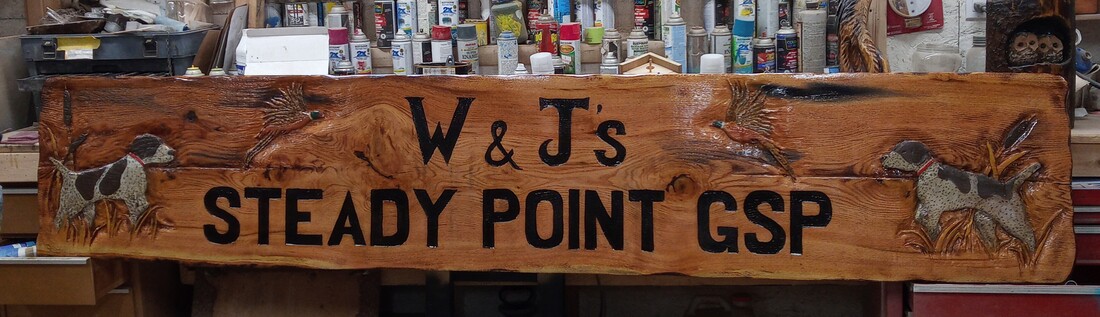 W & J's
STEADY POINT GSP